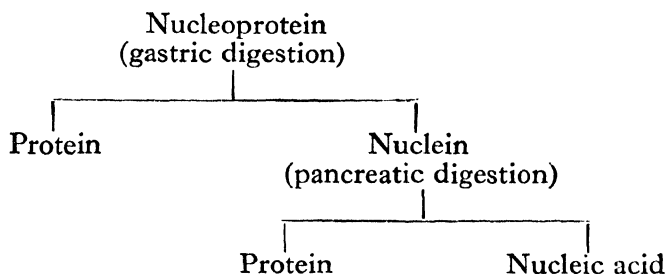 Nucleoprotein
(gastric digestion)
Protein
Nuclein
(pancreatic digestion)
Protein
Nucleic acid